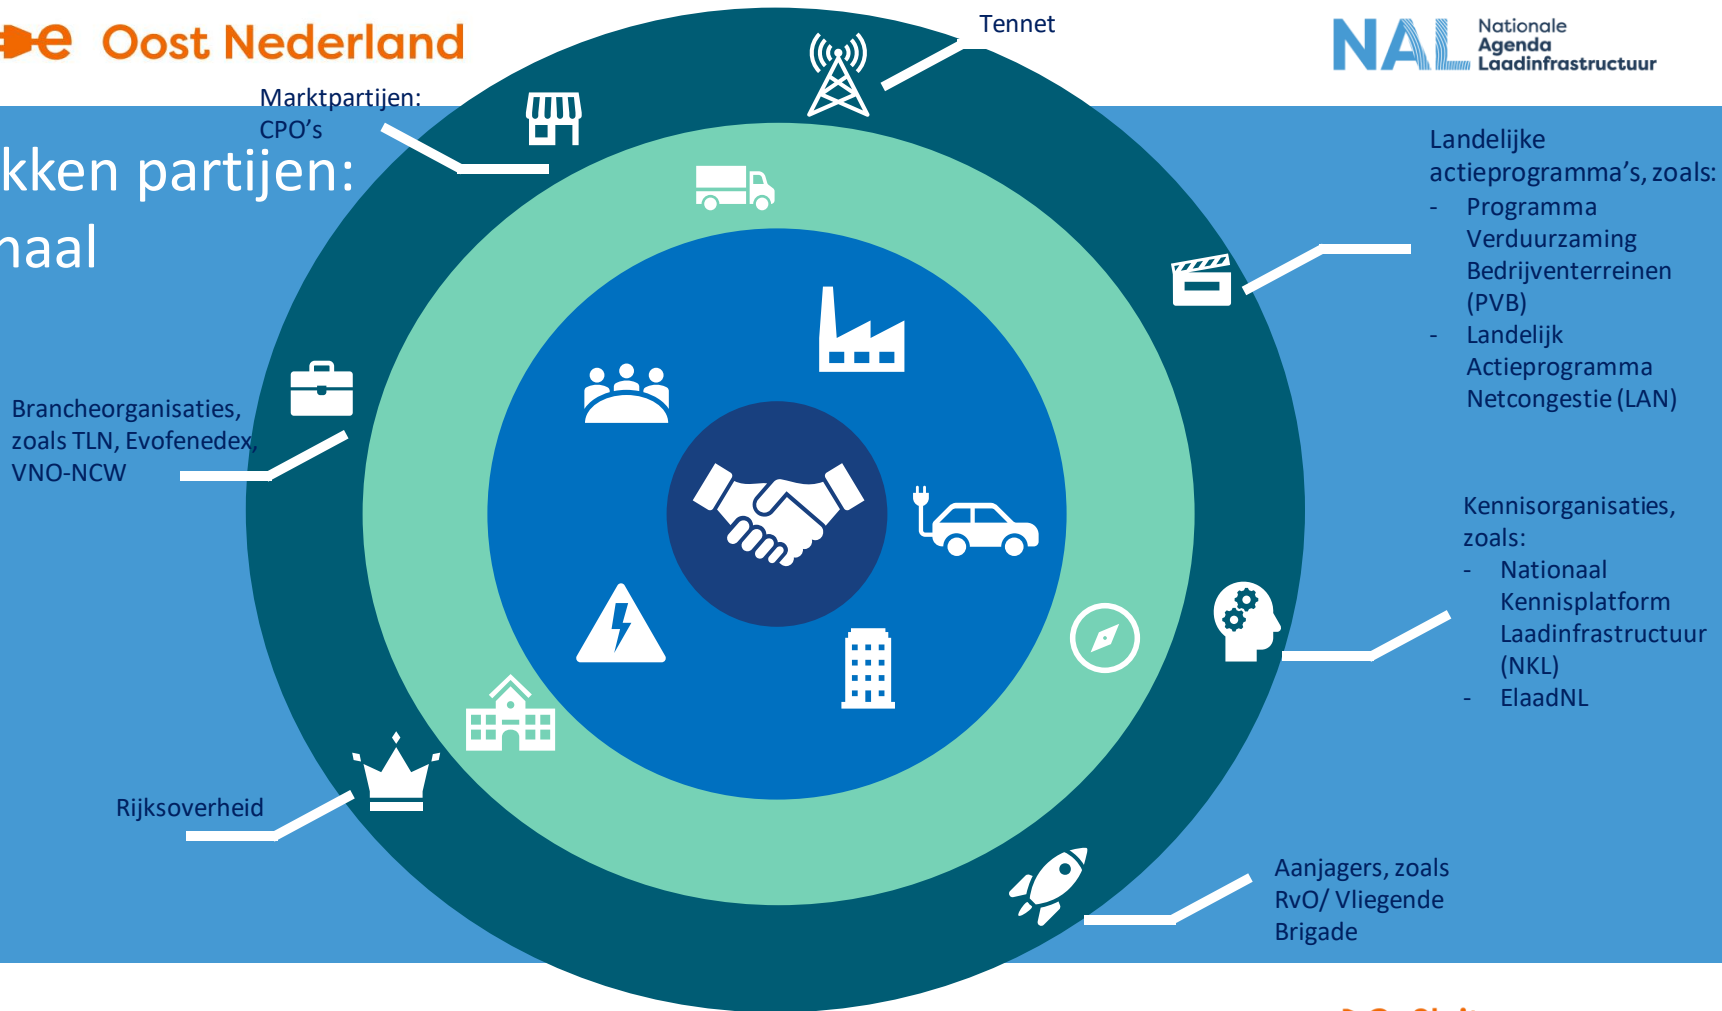 Oost Nederland
NAL Nationale
Agenda
Laadinfrastructuur
Tennet
Marktpartijen:
CPO's
kken partijen:
naal
Landelijke
actieprogramma's, zoals:
- Programma
Verduurzaming
Bedrijventerreinen
(PVB)
- Landelijk
Actieprogramma
Netcongestie (LAN)
Brancheorganisaties,
zoals TLN, Evofenedex,
VNO-NCW
Kennisorganisaties,
zoals:
- Nationaal
Kennisplatform
Laadinfrastructuur
(NKL)
- ElaadNL
Rijksoverheid
Aanjagers, zoals
RvO/ Vliegende
Brigade